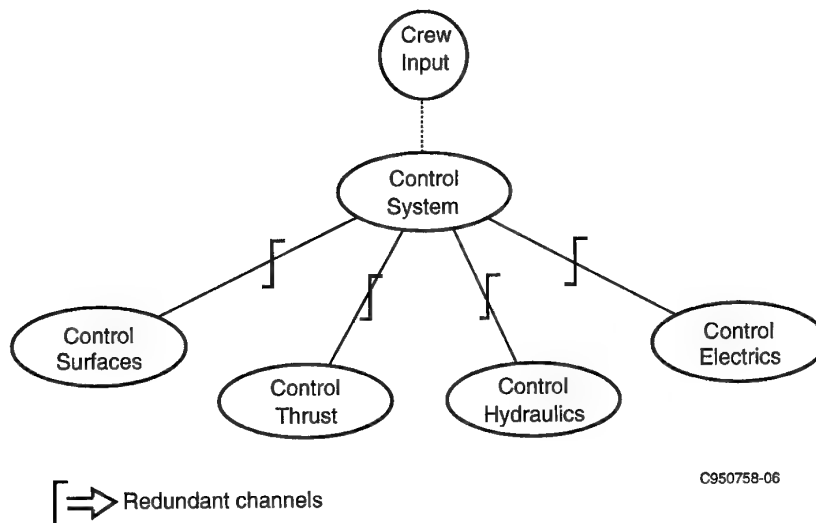 Crew
Input
Control
System
Control
Surfaces
Control
Thrust
Control
Hydraulics
Control
Electrics
C950758-06
Redundant channels